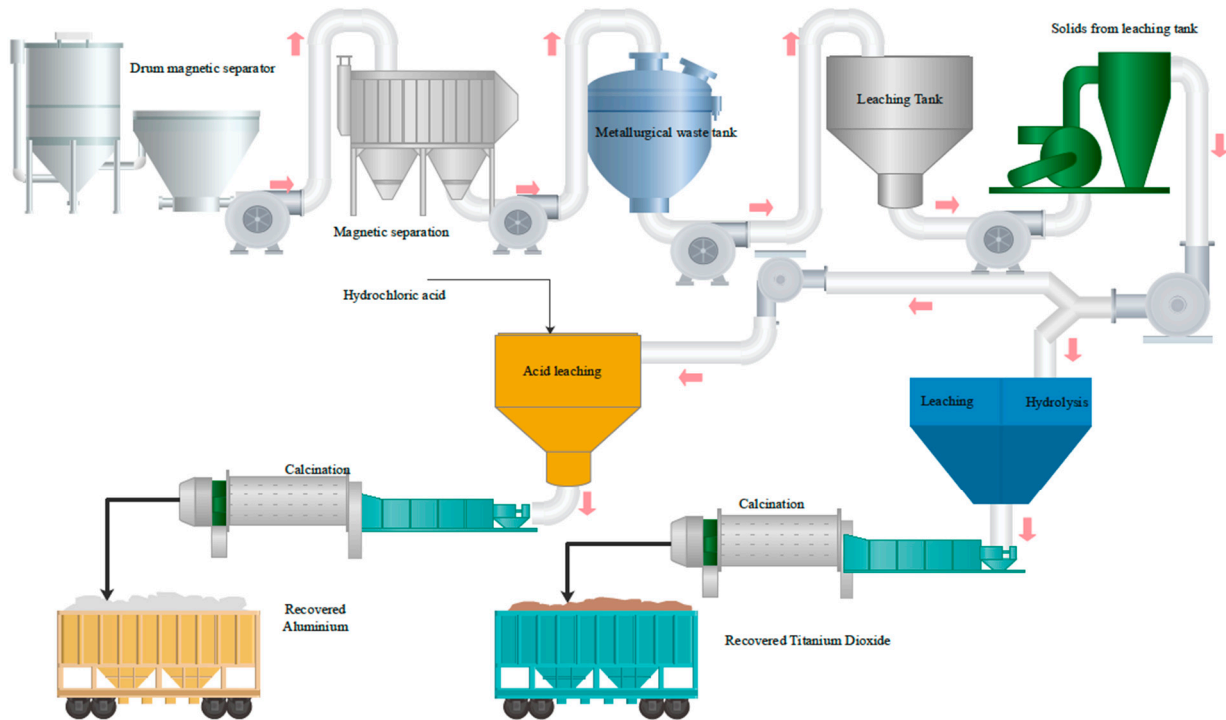 Solids from leaching tank
Drum magnetic separator
Leaching Tank
Metallurgical waste tank
Magnetic separation
Hydrochloric acid
Acid leaching
Leaching
Hydrolysis
Calcination
Calcination
Recovered
Aluminium
Recovered Titanium Dioxide